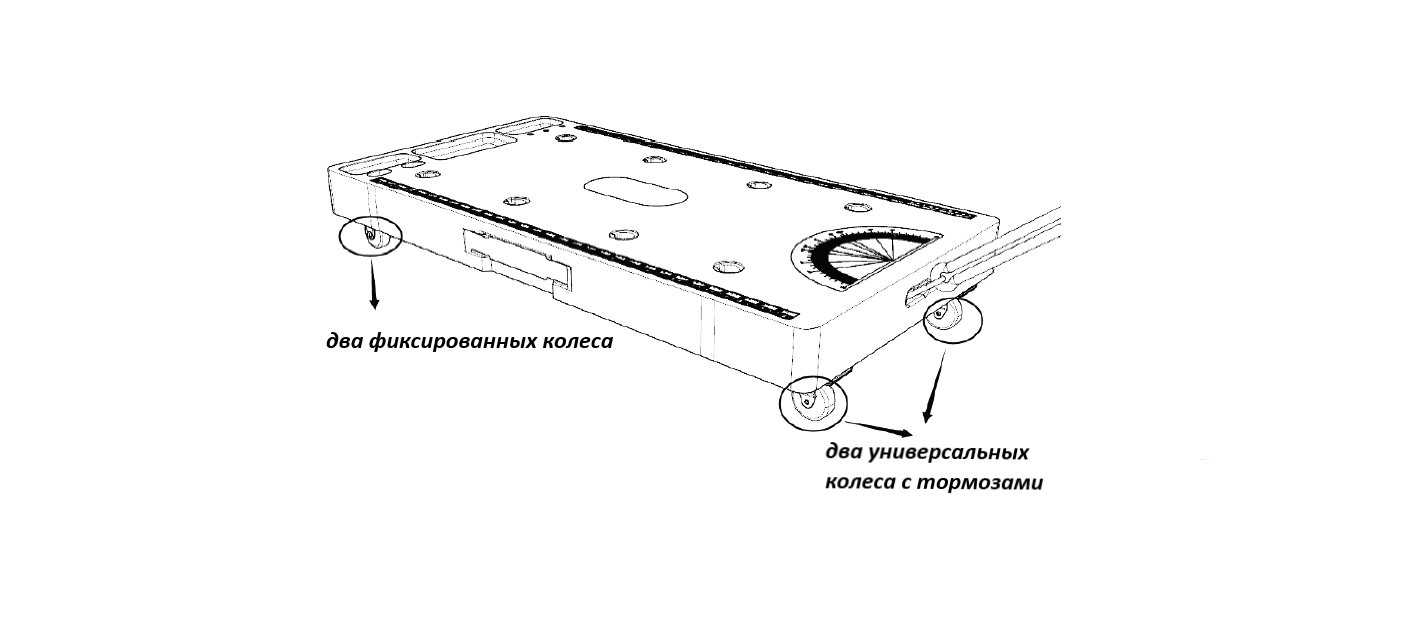 два фиксированных колеса
два универсальных
колеса с тормозами